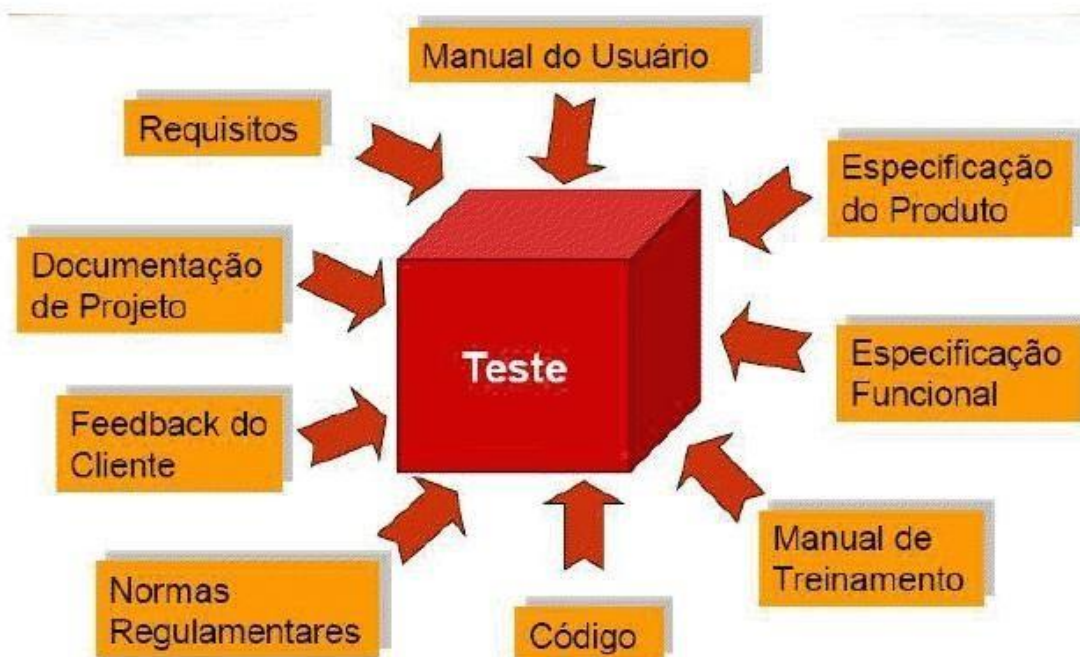 Manual do Usuário
Requisitos
Especificação
do Produto
Documentação
de Projeto
Teste
Especificação
Funcional
Feedback do
Cliente
Manual de
Treinamento
Normas
Regulamentares
Código